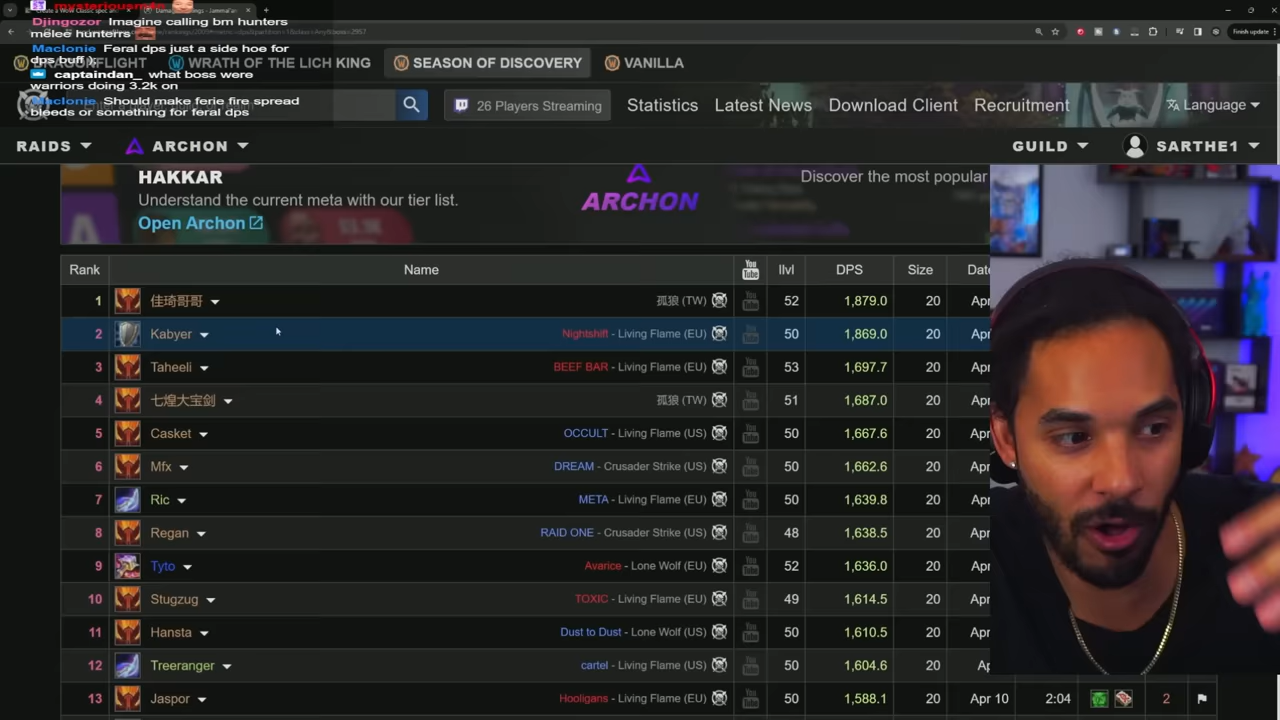 mysteriousmfe
Djingozor Imagine calling bm hunters
melee hunters
Maclonie Feral dps just a side hoe for
dps buff );
captaindan_ what boss were
warriors doing 3.2k on
Maclonie Should make ferie fire spread
bleeds or something for feral dps
Finish update
DRAGONFLIGHT
WRATH OF THE LICH KING
SEASON OF DISCOVERY
VANILLA
26 Players Streaming
Statistics
Latest News
Download Client
Recruitment
Language
RAIDS
ARCHON
GUILD
SARTHE1
HAKKAR
Understand the current meta with our tier list.
Open Archon
ARCHON
Discover the most popular
Rank Name You Tube Ilvl DPS Size Date
1 佳琦哥哥 孤狼 (TW) 52 1,879.0 20 Apr
2 Kabyer Nightshift - Living Flame (EU) 50 1,869.0 20 Apr
3 Taheeli BEEF BAR - Living Flame (EU) 53 1,697.7 20 Apr
4 七煌大宝剑 孤狼 (TW) 51 1,687.0 20 Apr
5 Casket OCCULT - Living Flame (US) 50 1,667.6 20 Apr
6 Mfx DREAM - Crusader Strike (US) 50 1,662.6 20 Apr
7 Ric META - Living Flame (EU) 50 1,639.8 20 Apr
8 Regan RAID ONE - Crusader Strike (US) 48 1,638.5 20 Apr
9 Tyto Avarice - Lone Wolf (EU) 52 1,636.0 20 Apr
10 Stugzug TOXIC - Living Flame (EU) 49 1,614.5 20 Apr
11 Hansta Dust to Dust - Lone Wolf (US) 50 1,610.5 20 Apr
12 Treeranger cartel - Living Flame (US) 50 1,604.6 20 A
13 Jaspor Hooligans - Living Flame (EU) 50 1,588.1 20 Apr 10 2:04 2